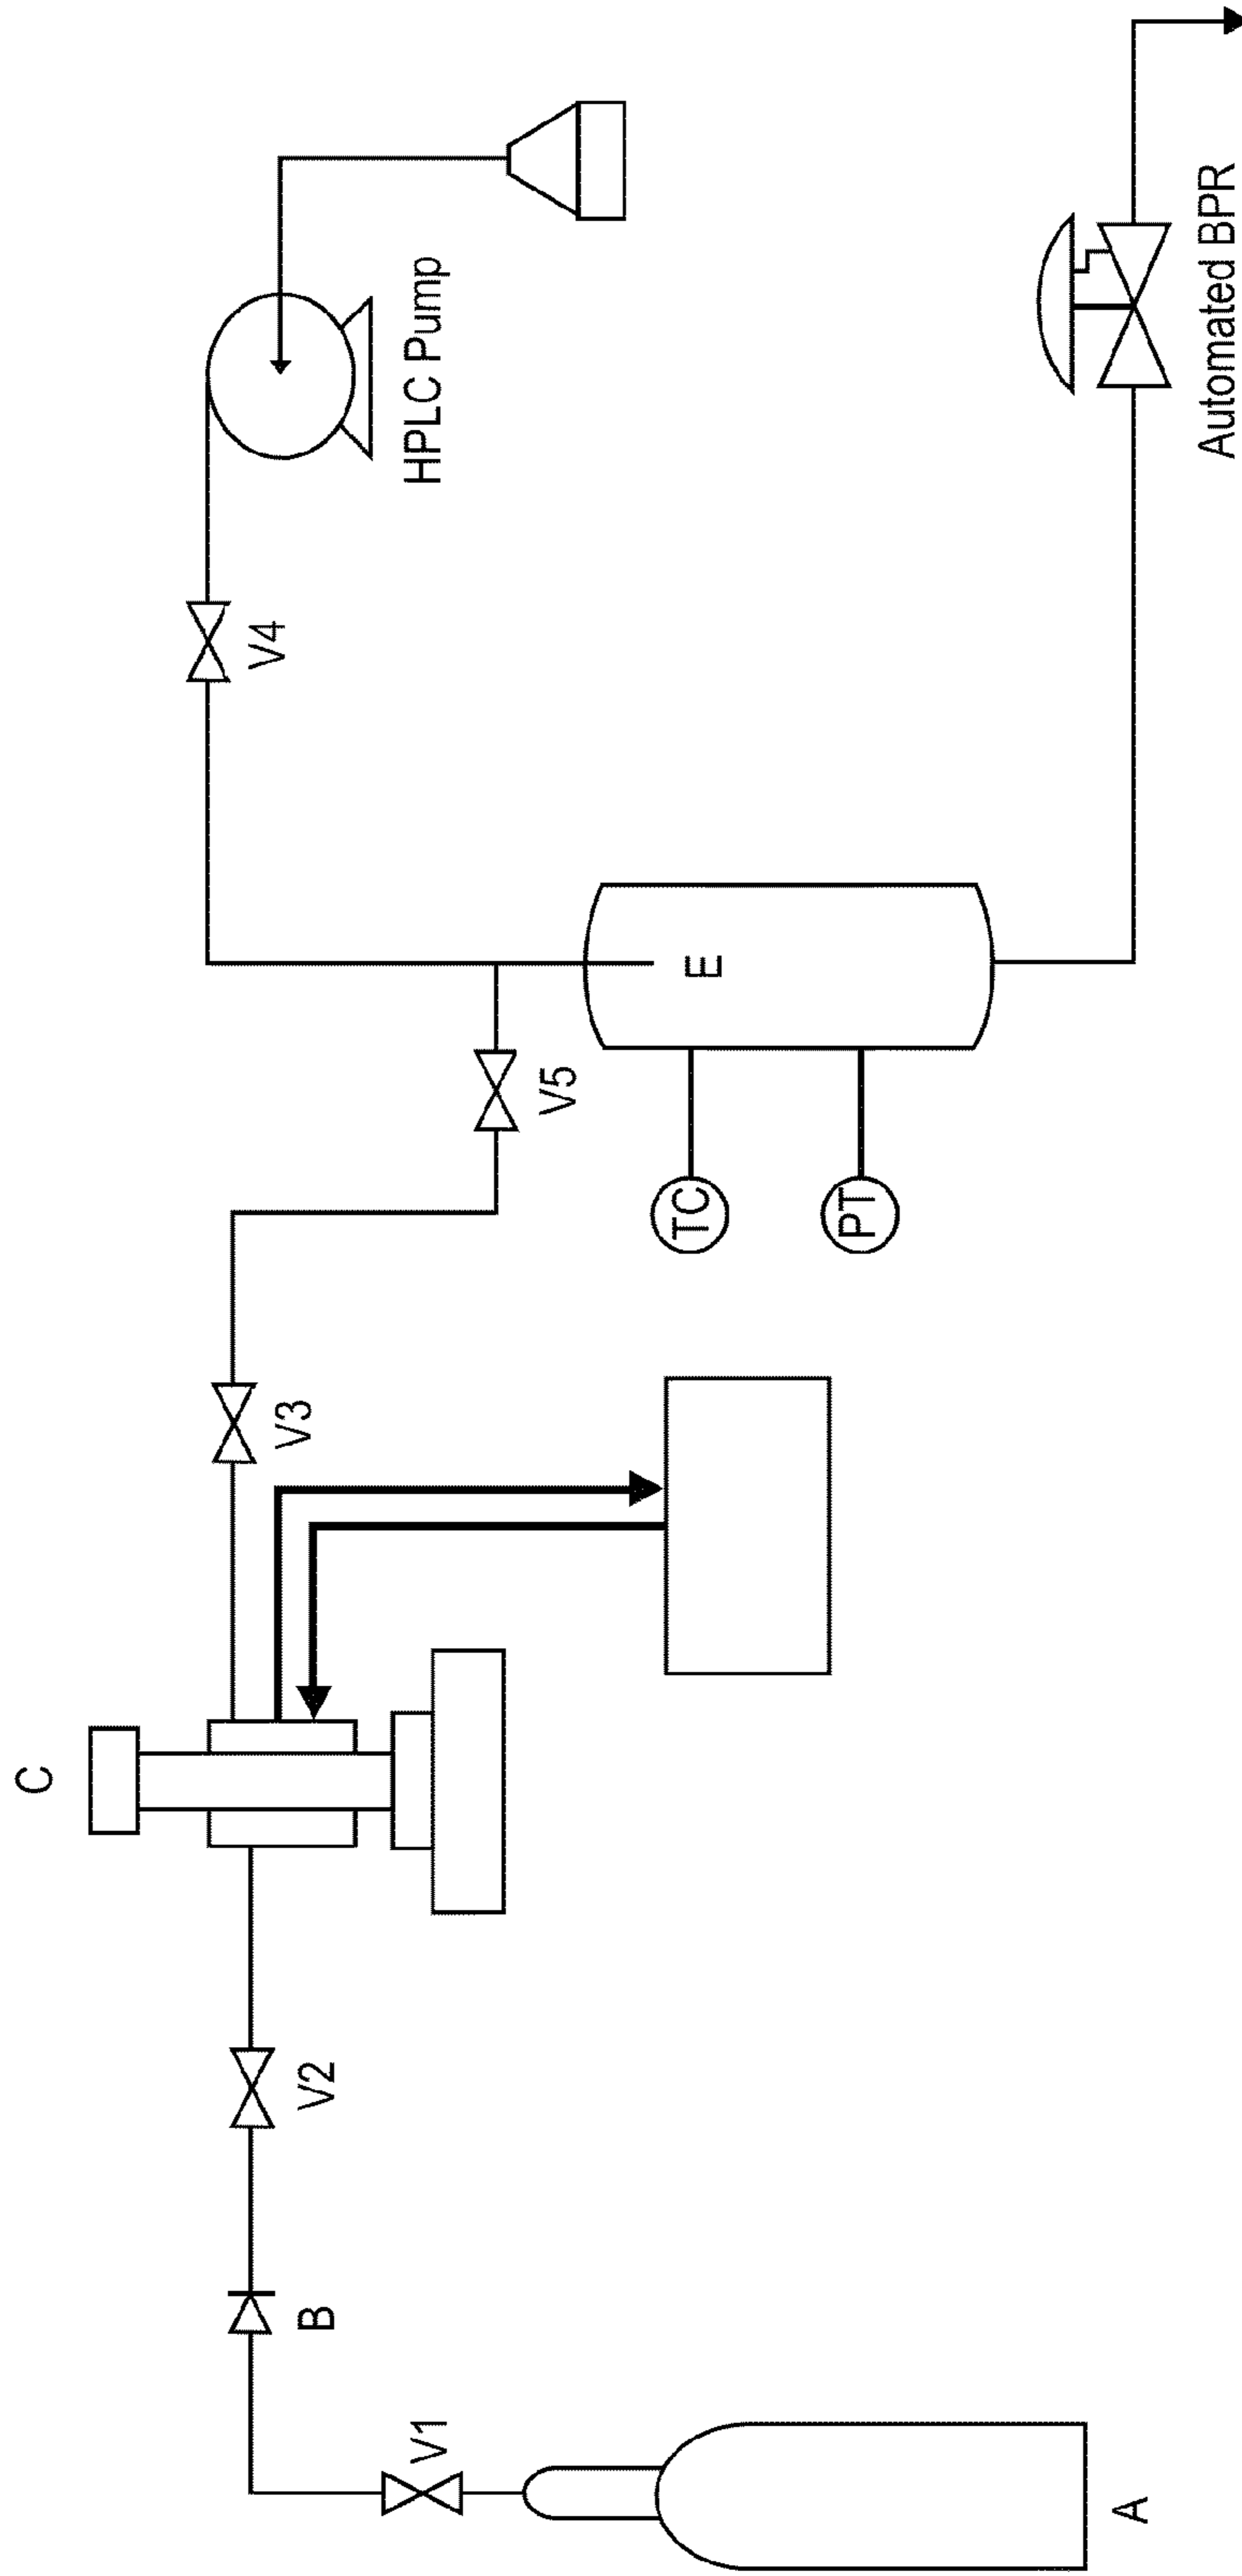 A
V1
B
V2
C
V3
V5
TC
PT
E
V4
HPLC Pump
Automated BPR